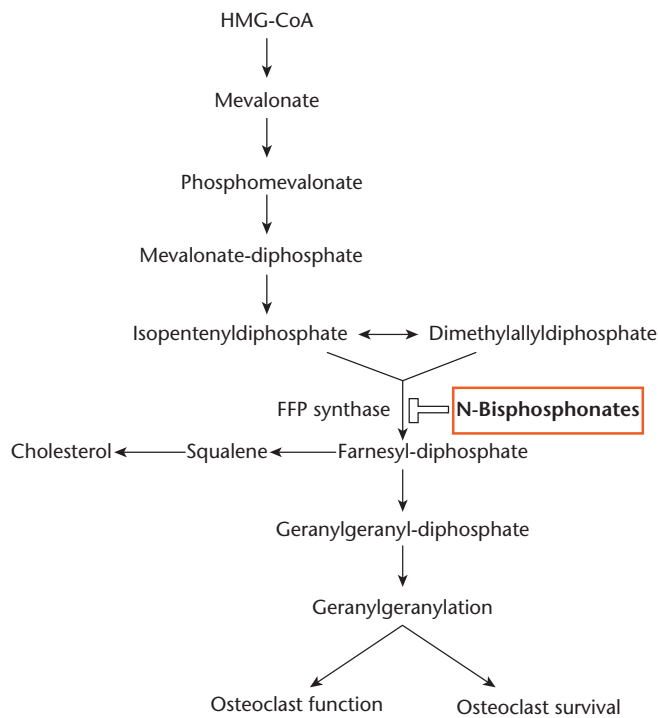 HMG-CoA
Mevalonate
Phosphomevalonate
Mevalonate-diphosphate
Isopentenyldiphosphate
Dimethylallyldiphosphate
FFP synthase
N-Bisphosphonates
Cholesterol
Squalene
Farnesyl-diphosphate
Geranylgeranyl-diphosphate
Geranylgeranylation
Osteoclast function
Osteoclast survival